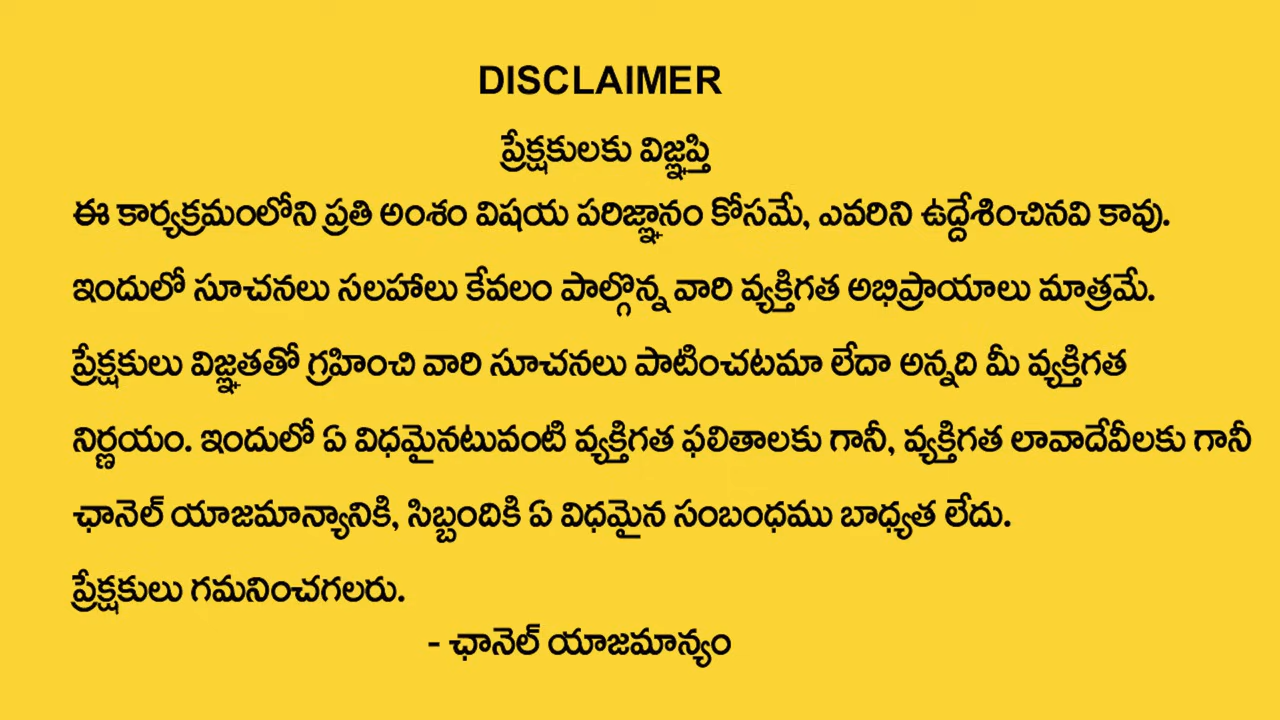 DISCLAIMER
ప్రేక్షకులకు విజ్ఞప్తి
ఈ కార్యక్రమంలోని ప్రతి అంశం విషయ పరిజ్ఞానం కోసమే, ఎవరిని ఉద్దేశించినవి కావు.
ఇందులో సూచనలు సలహాలు కేవలం పాల్గొన్న వారి వ్యక్తిగత అభిప్రాయాలు మాత్రమే.
ప్రేక్షకులు విజ్ఞతతో గ్రహించి వారి సూచనలు పాటించటమా లేదా అన్నది మీ వ్యక్తిగత
నిర్ణయం. ఇందులో ఏ విధమైనటువంటి వ్యక్తిగత ఫలితాలకు గానీ, వ్యక్తిగత లావాదేవీలకు గానీ
ఛానెల్ యాజమాన్యానికి, సిబ్బందికి ఏ విధమైన సంబంధము బాధ్యత లేదు.
ప్రేక్షకులు గమనించగలరు.
- ఛానెల్ యాజమాన్యం